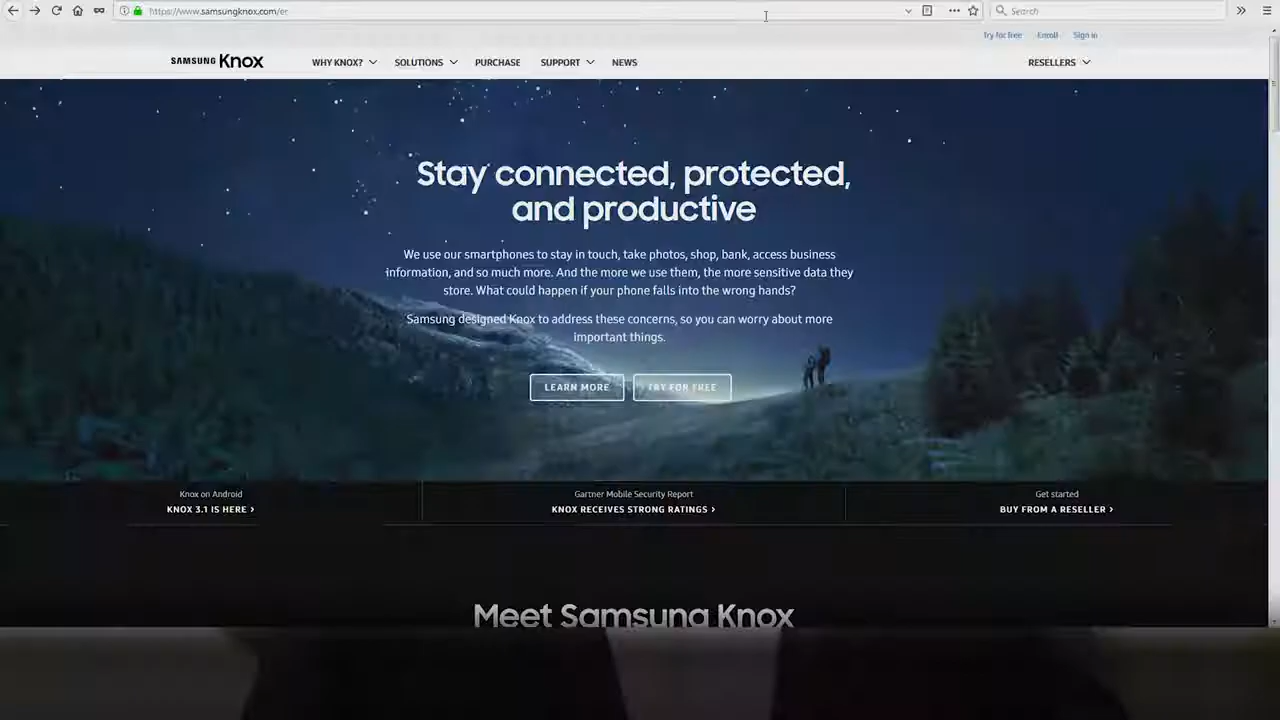 https://www.samsungknox.com/en
Search
Try for free Enroll Sign in
SAMSUNG Knox WHY KNOX? SOLUTIONS PURCHASE SUPPORT NEWS RESELLERS
Stay connected, protected,
and productive
We use our smartphones to stay in touch, take photos, shop, bank, access business
information, and so much more. And the more we use them, the more sensitive data they
store. What could happen if your phone falls into the wrong hands?
Samsung designed Knox to address these concerns, so you can worry about more
important things.
LEARN MORE TRY FOR FREE
Knox on Android
KNOX 3.1 IS HERE >
Gartner Mobile Security Report
KNOX RECEIVES STRONG RATINGS >
Get started
BUY FROM A RESELLER >
Meet Samsung Knox